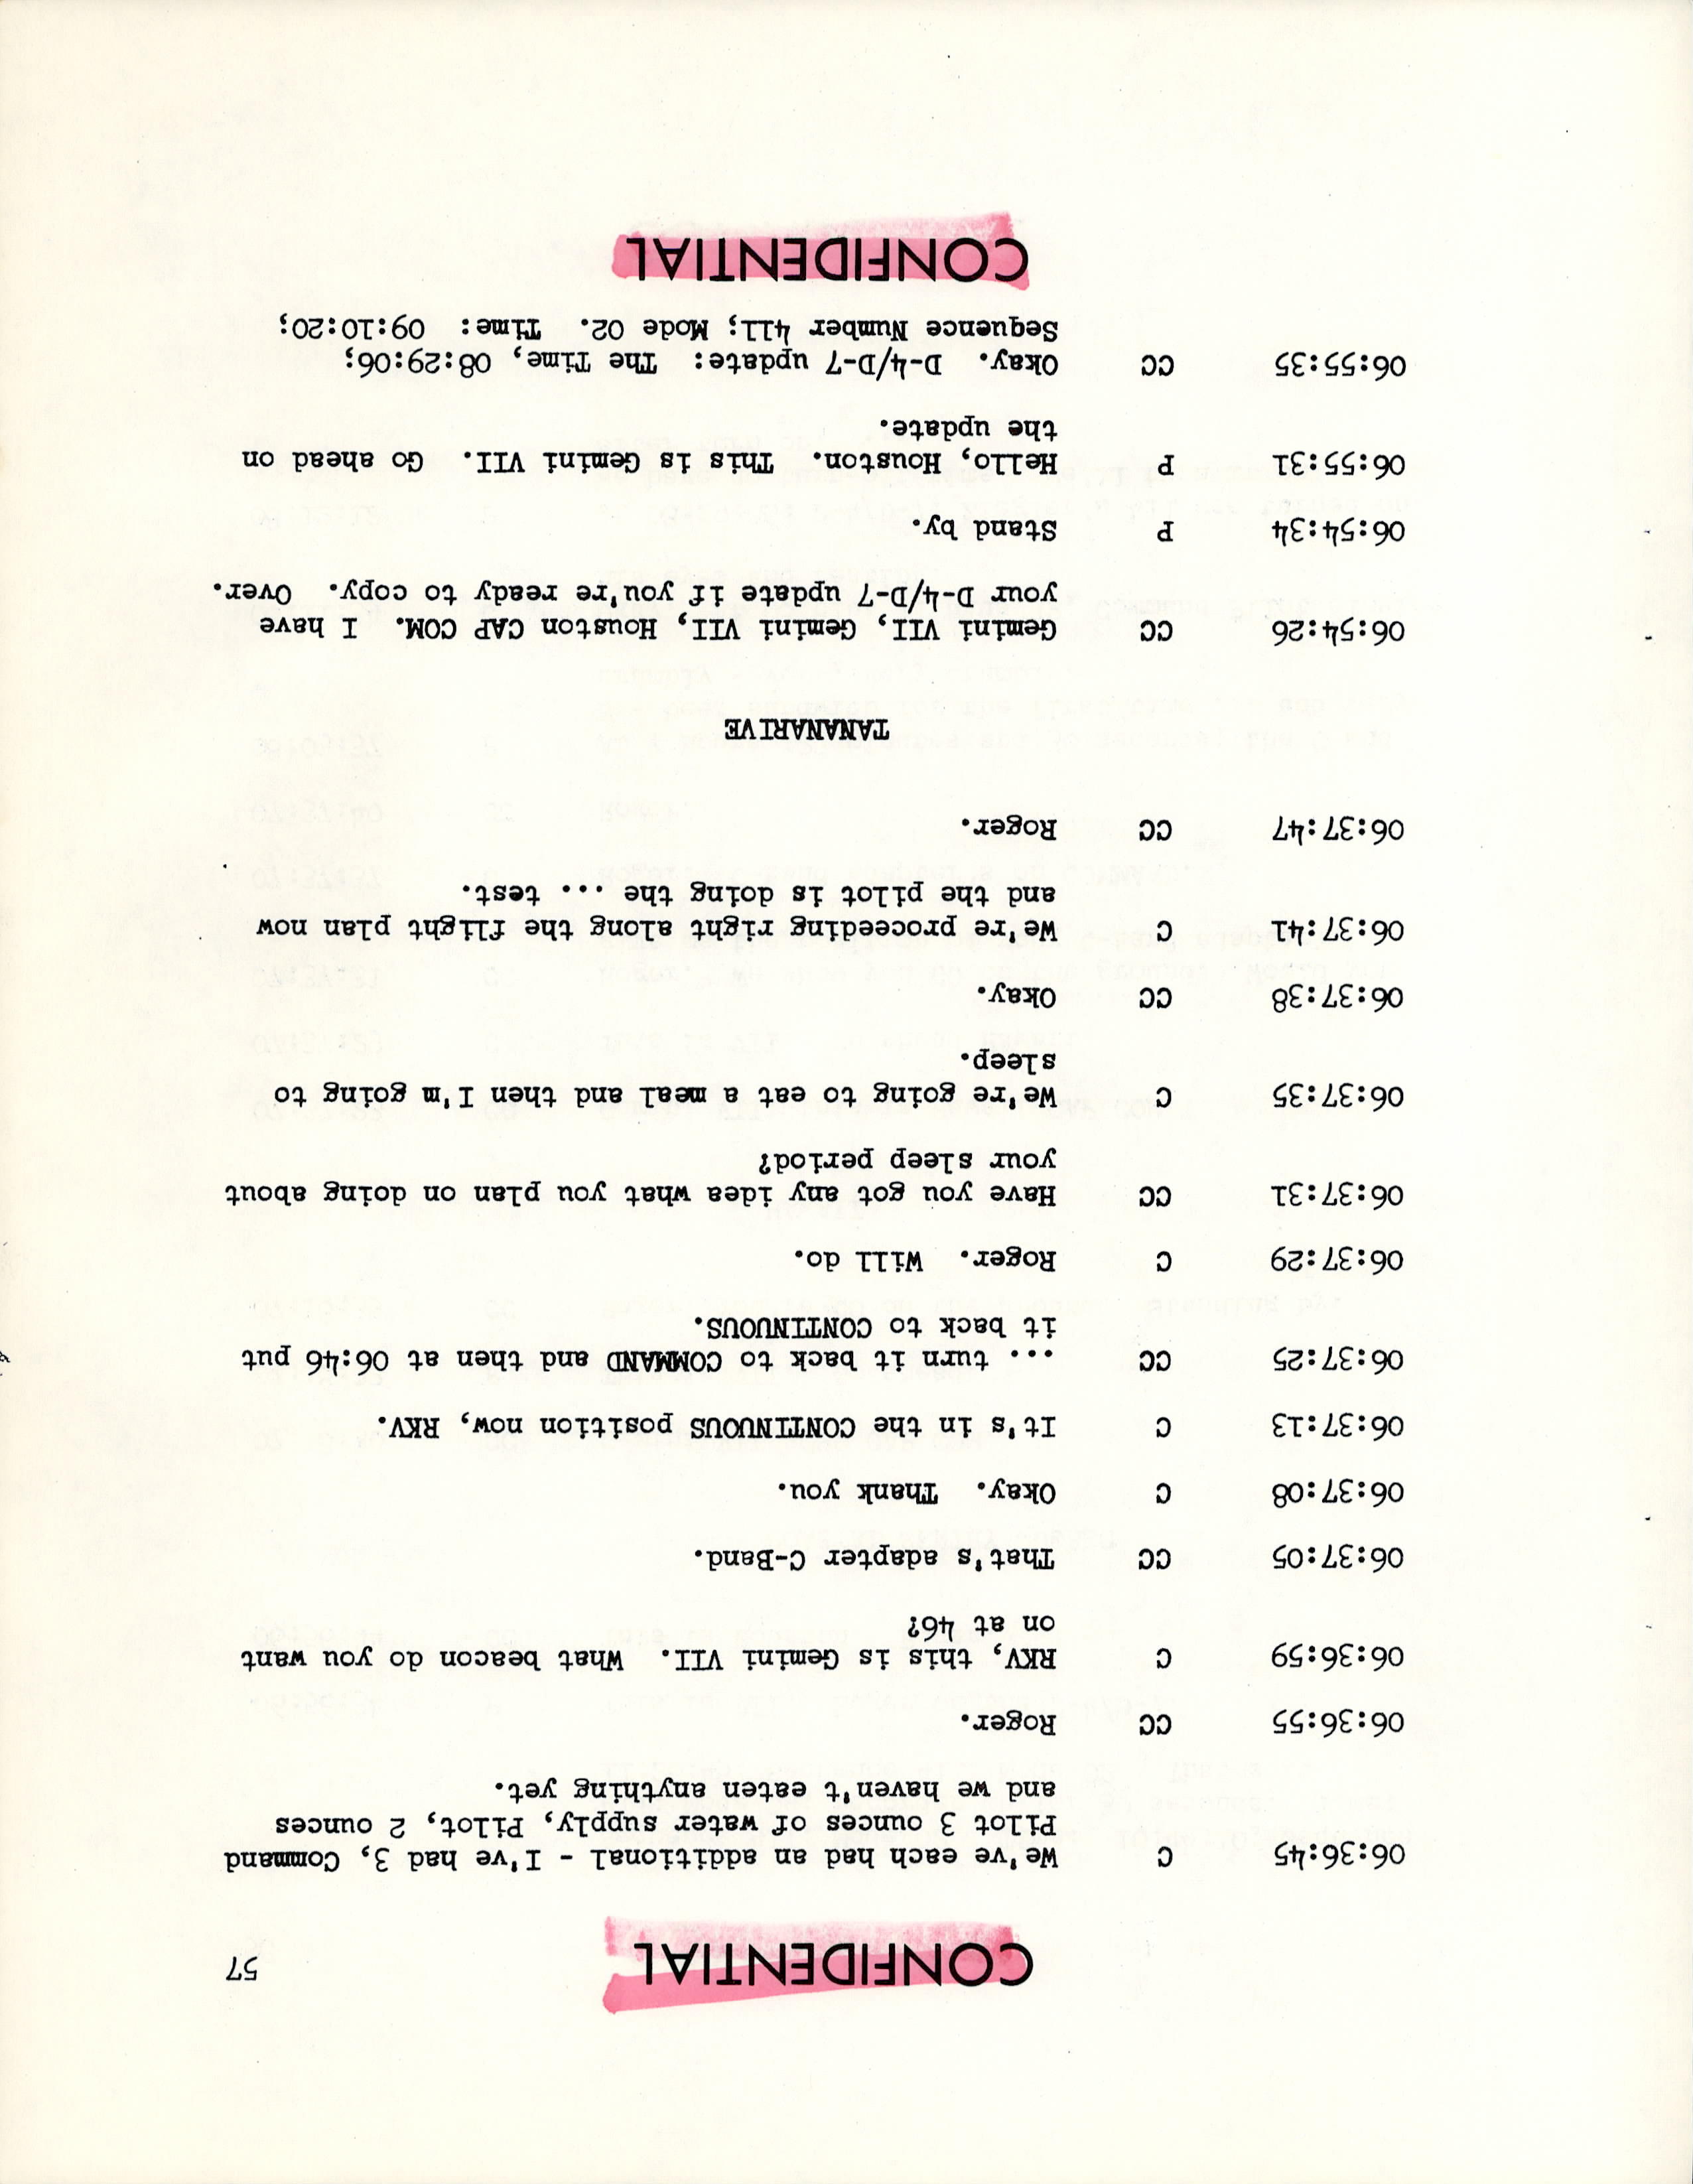 CONFIDENTIAL
57
06:36:45 C We've each had an additional - I've had 3, Command
Pilot 3 ounces of water supply, Pilot, 2 ounces
and we haven't eaten anything yet.
06:36:55 CC Roger.
06:36:59 C RKV, this is Gemini VII. What beacon do you want
on at 46?
06:37:05 CC That's adapter C-Band.
06:37:08 C Okay. Thank you.
06:37:13 C It's in the CONTINUOUS position now, RKV.
06:37:25 CC ... turn it back to COMMAND and then at 06:46 put
it back to CONTINUOUS.
06:37:29 C Roger. Will do.
06:37:31 CC Have you got any idea what you plan on doing about
your sleep period?
06:37:35 C We're going to eat a meal and then I'm going to
sleep.
06:37:38 CC Okay.
06:37:41 C We're proceeding right along the flight plan now
and the pilot is doing the ... test.
06:37:47 CC Roger.
TANANARIVE
06:54:26 CC Gemini VII, Gemini VII, Houston CAP COM. I have
your D-4/D-7 update if you're ready to copy. Over.
06:54:34 P Stand by.
06:55:31 P Hello, Houston. This is Gemini VII. Go ahead on
the update.
06:55:35 CC Okay. D-4/D-7 update: The Time, 08:29:06;
Sequence Number 411; Mode 02. Time: 09:10:20;
CONFIDENTIAL